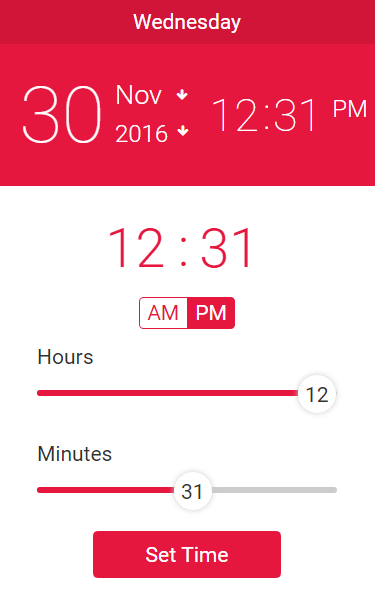 Wednesday
30 Nov 2016 12:31 PM
12 : 31
AM PM
Hours
12
Minutes
31
Set Time